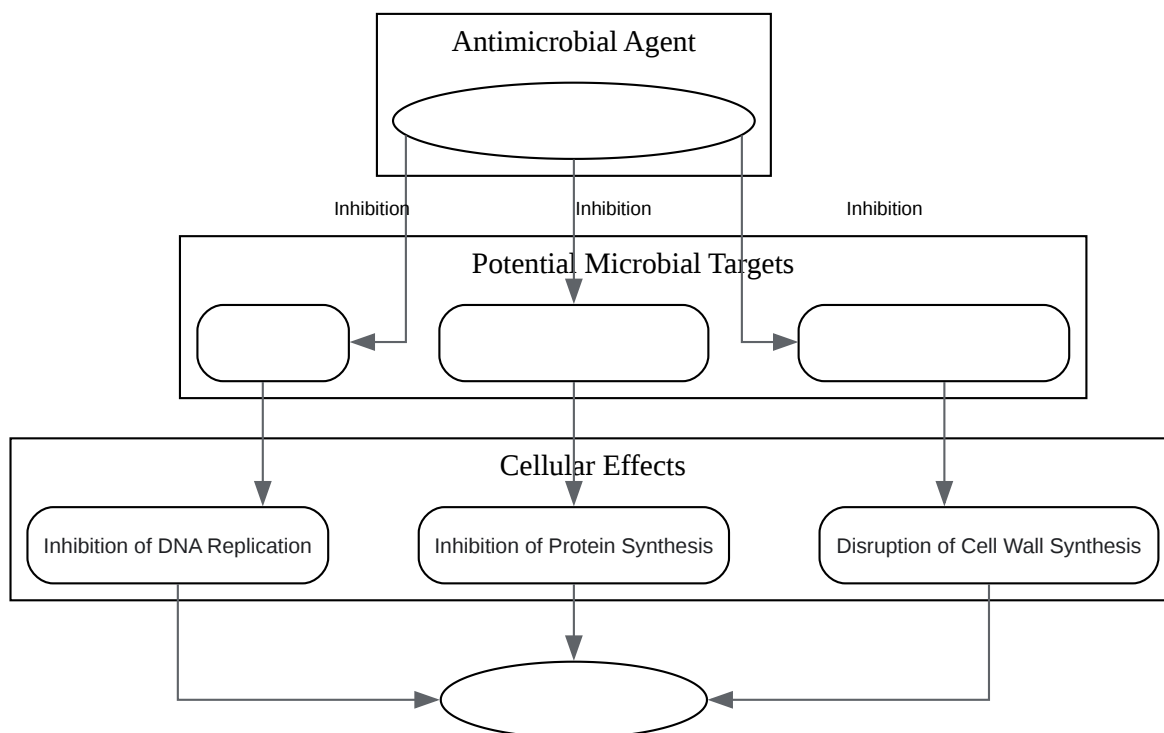 Antimicrobial Agent
Inhibition
Inhibition
Inhibition
Potential Microbial Targets
Cellular Effects
Inhibition of DNA Replication
Inhibition of Protein Synthesis
Disruption of Cell Wall Synthesis